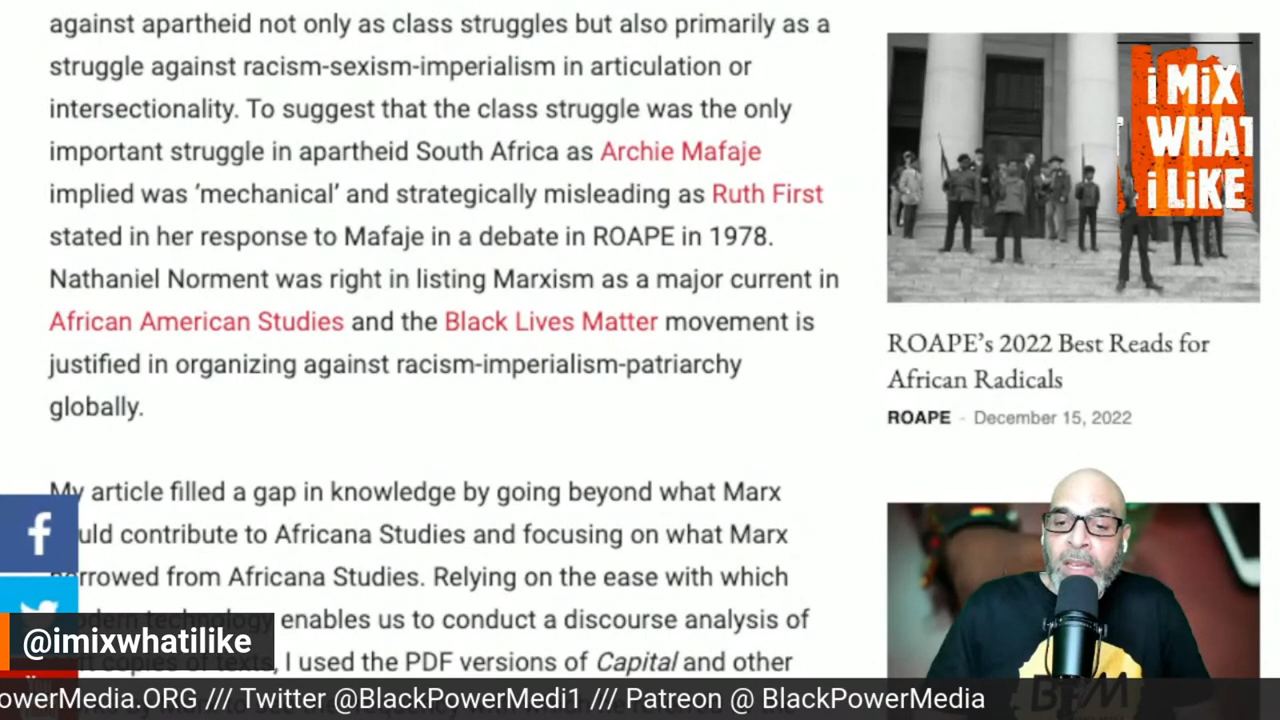 against apartheid not only as class struggles but also primarily as a
struggle against racism-sexism-imperialism in articulation or
intersectionality. To suggest that the class struggle was the only
important struggle in apartheid South Africa as Archie Mafaje
implied was ‘mechanical’ and strategically misleading as Ruth First
stated in her response to Mafaje in a debate in ROAPE in 1978.
Nathaniel Norment was right in listing Marxism as a major current in
African American Studies and the Black Lives Matter movement is
justified in organizing against racism-imperialism-patriarchy
globally.
My article filled a gap in knowledge by going beyond what Marx
contribute to Africana Studies and focusing on what Marx
from Africana Studies. Relying on the ease with which
modern technology enables us to conduct a discourse analysis of
copies of texts, I used the PDF versions of Capital and other
i MiX
WHAT
i LiKE
ROAPE’s 2022 Best Reads for
African Radicals
ROAPE - December 15, 2022
BPM
@imixwhatilike
owerMedia.ORG /// Twitter @BlackPowerMedi1 /// Patreon @ BlackPowerMedia